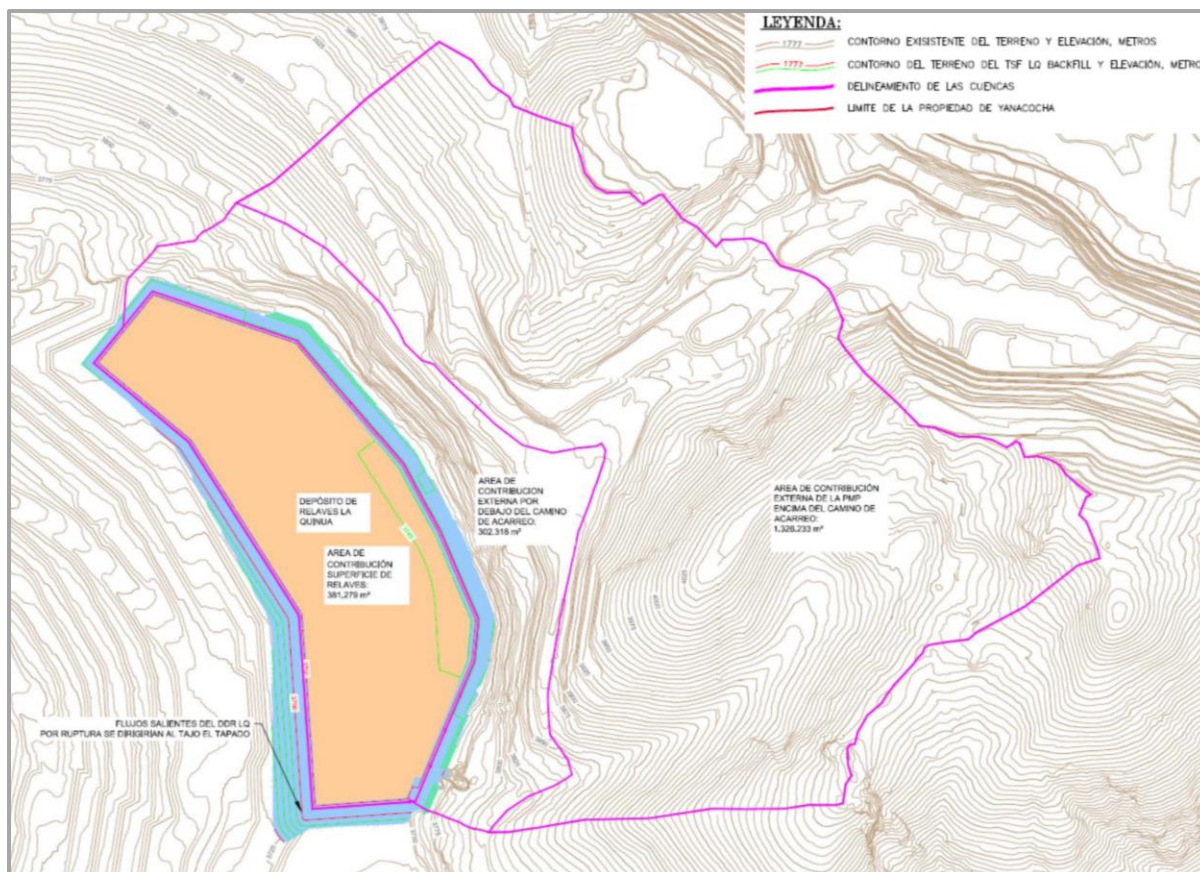 LEYENDA:
1777
CONTORNO EXISISTENTE DEL TERRENO Y ELEVACIÓN, METROS
1777
CONTORNO DEL TERRENO DEL TSF LQ BACKFILL Y ELEVACIÓN, METRO
DELINEAMIENTO DE LAS CUENCAS
LIMITE DE LA PROPIEDAD DE YANACOCHA
DEPÓSITO DE
RELAVES LA
QUINUA
AREA DE
CONTRIBUCIÓN
SUPERFICIE DE
RELAVES:
381,279 m²
AREA DE
CONTRIBUCION
EXTERNA POR
DEBAJO DEL CAMINO
DE ACARREO:
302.318 m²
AREA DE CONTRIBUCIÓN
EXTERNA DE LA PMP
ENCIMA DEL CAMINO DE
ACARREO:
1.326.233 m²
FLUJOS SALIENTES DEL DDR LQ
POR RUPTURA SE DIRIGIRIAN AL TAJO EL TAPADO